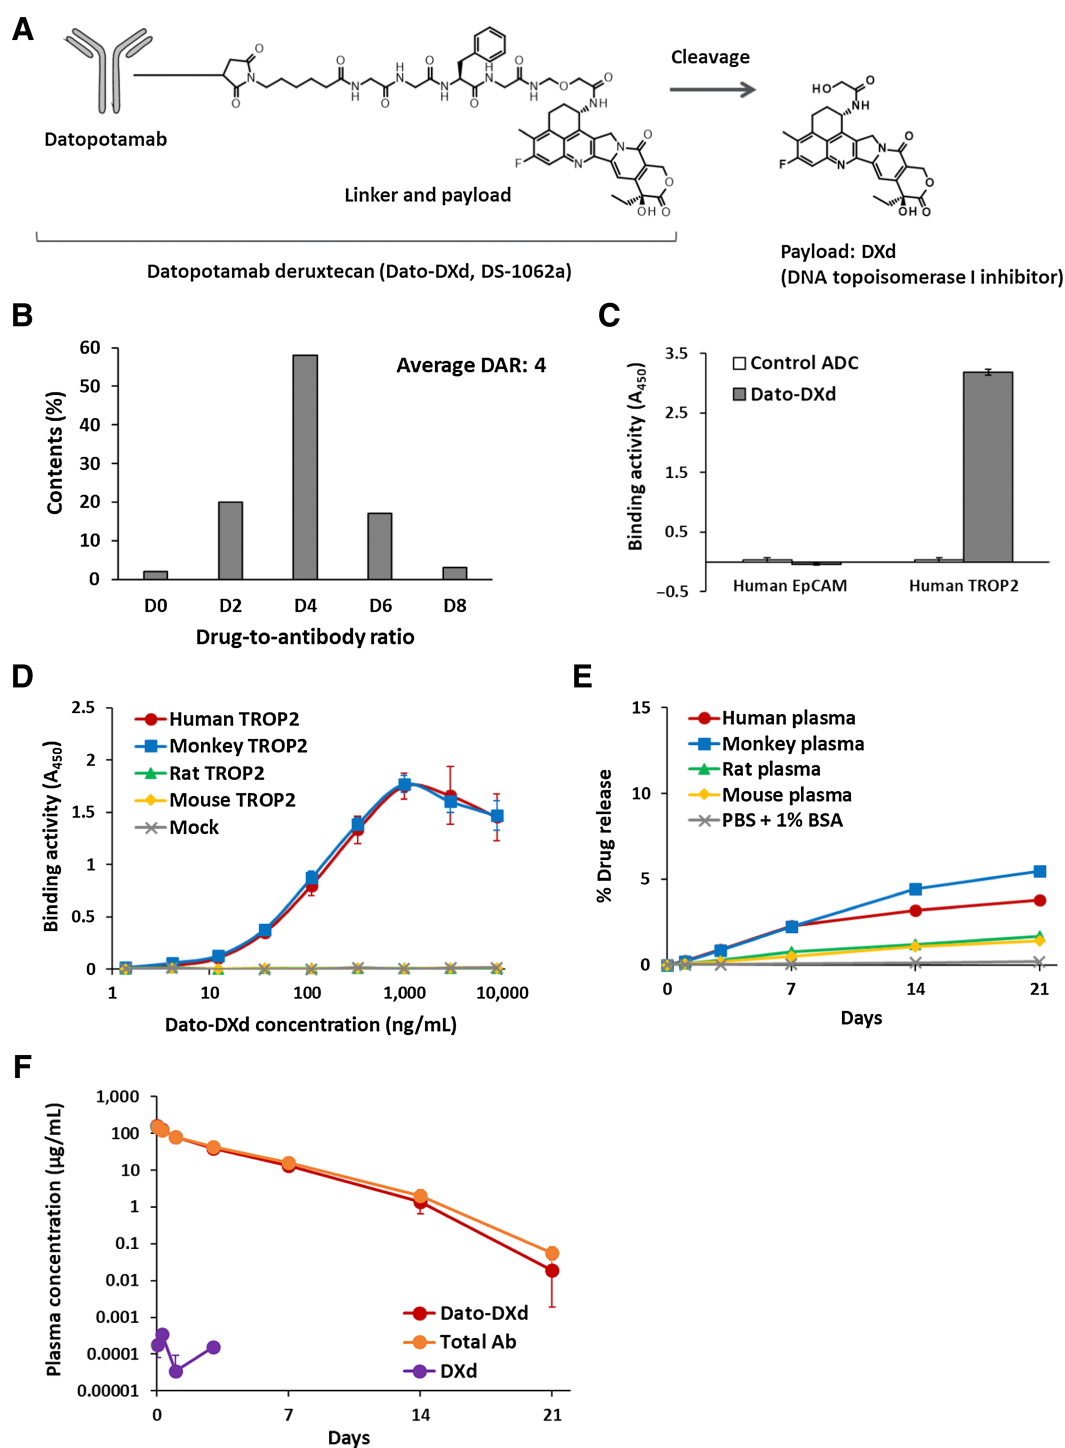 A
Datopotamab
Linker and payload
Datopotamab deruxtecan (Dato-DXd, DS-1062a)
Cleavage
Payload: DXd
(DNA topoisomerase I inhibitor)
O
N
O
O
N
H
O
H
N
O
N
H
O
H
N
O
N
H
O
O
NH
F
N
N
O
O
OH
O
HO
O
NH
F
N
N
O
O
OH
O
B
Contents (%)
60
50
40
30
20
10
0
Average DAR: 4
D0 D2 D4 D6 D8
Drug-to-antibody ratio
C
Binding activity (A450)
3.5
2.5
1.5
0.5
−0.5
Control ADC
Dato-DXd
Human EpCAM Human TROP2
D
Binding activity (A450)
2.5
2
1.5
1
0.5
0
Human TROP2
Monkey TROP2
Rat TROP2
Mouse TROP2
Mock
1 10 100 1,000 10,000
Dato-DXd concentration (ng/mL)
E
% Drug release
15
10
5
0
Human plasma
Monkey plasma
Rat plasma
Mouse plasma
PBS + 1% BSA
0 7 14 21
Days
F
Plasma concentration (µg/mL)
1,000
100
10
1
0.1
0.01
0.001
0.0001
0.00001
Dato-DXd
Total Ab
DXd
0 7 14 21
Days